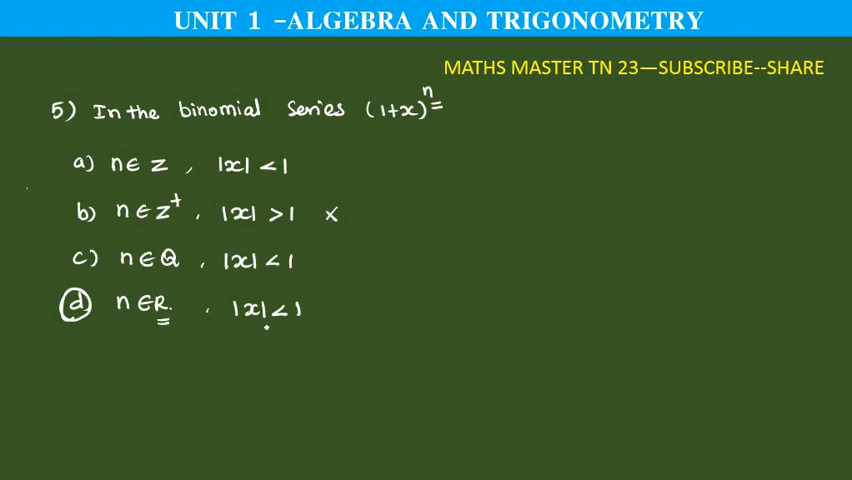 UNIT 1 -ALGEBRA AND TRIGONOMETRY
MATHS MASTER TN 23—SUBSCRIBE--SHARE
5) In the binomial Series (1+x)^n =
a) n∈ Z , |x| < 1
b) n ∈ Z^+ , |x| > 1 x
c) n ∈ Q , |x| < 1
d n ∈ R. , |x| < 1